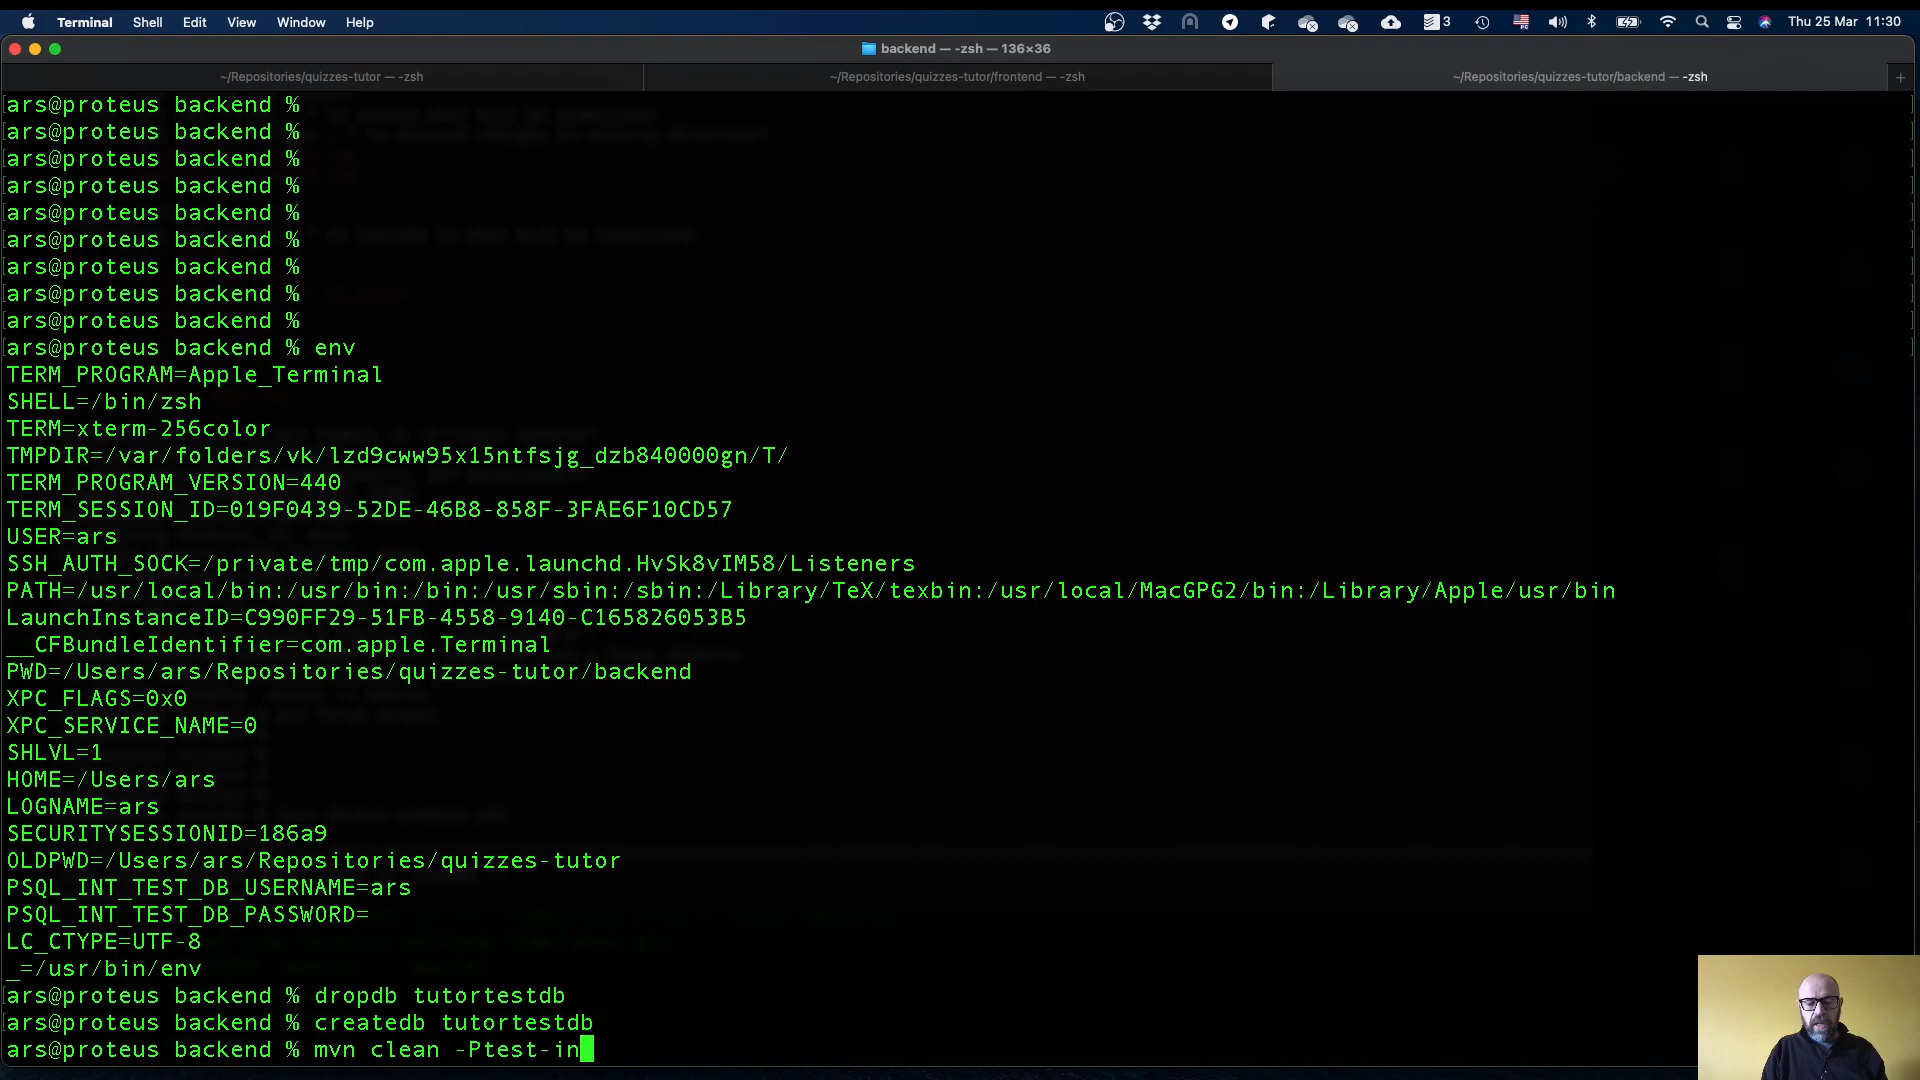 Terminal Shell Edit View Window Help 3 Thu 25 Mar 11:30
backend — -zsh — 136×36
~/Repositories/quizzes-tutor — -zsh ~/Repositories/quizzes-tutor/frontend — -zsh ~/Repositories/quizzes-tutor/backend — -zsh +
[ars@proteus backend % ]
[ars@proteus backend % ]
[ars@proteus backend % ]
[ars@proteus backend % ]
[ars@proteus backend % ]
[ars@proteus backend % ]
[ars@proteus backend % ]
[ars@proteus backend % ]
[ars@proteus backend % ]
[ars@proteus backend % env ]
TERM_PROGRAM=Apple_Terminal
SHELL=/bin/zsh
TERM=xterm-256color
TMPDIR=/var/folders/vk/lzd9cww95x15ntfsjg_dzb840000gn/T/
TERM_PROGRAM_VERSION=440
TERM_SESSION_ID=019F0439-52DE-46B8-858F-3FAE6F10CD57
USER=ars
SSH_AUTH_SOCK=/private/tmp/com.apple.launchd.HvSk8vIM58/Listeners
PATH=/usr/local/bin:/usr/bin:/bin:/usr/sbin:/sbin:/Library/TeX/texbin:/usr/local/MacGPG2/bin:/Library/Apple/usr/bin
LaunchInstanceID=C990FF29-51FB-4558-9140-C165826053B5
__CFBundleIdentifier=com.apple.Terminal
PWD=/Users/ars/Repositories/quizzes-tutor/backend
XPC_FLAGS=0x0
XPC_SERVICE_NAME=0
SHLVL=1
HOME=/Users/ars
LOGNAME=ars
SECURITYSESSIONID=186a9
OLDPWD=/Users/ars/Repositories/quizzes-tutor
PSQL_INT_TEST_DB_USERNAME=ars
PSQL_INT_TEST_DB_PASSWORD=
LC_CTYPE=UTF-8
_=/usr/bin/env
[ars@proteus backend % dropdb tutortestdb
[ars@proteus backend % createdb tutortestdb
ars@proteus backend % mvn clean -Ptest-in